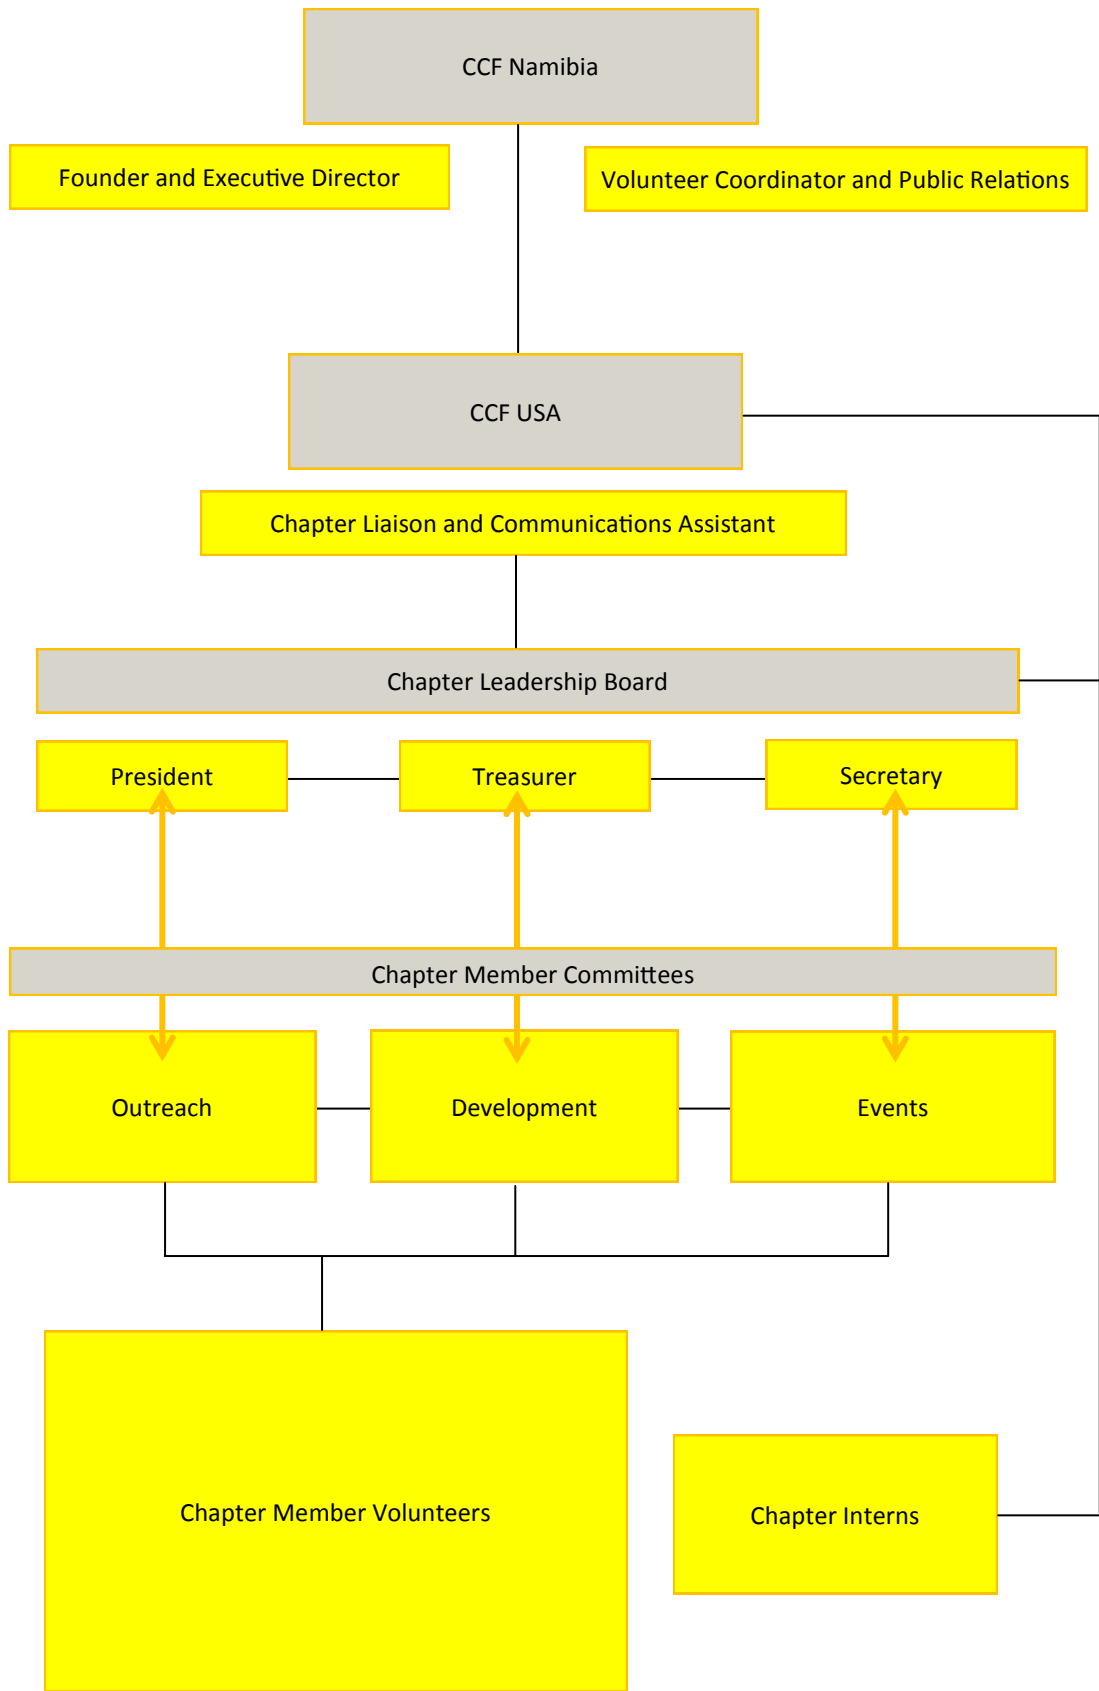 CCF Namibia
Founder and Executive Director
Volunteer Coordinator and Public Relations
CCF USA
Chapter Liaison and Communications Assistant
Chapter Leadership Board
President
Treasurer
Secretary
Chapter Member Committees
Outreach
Development
Events
Chapter Member Volunteers
Chapter Interns